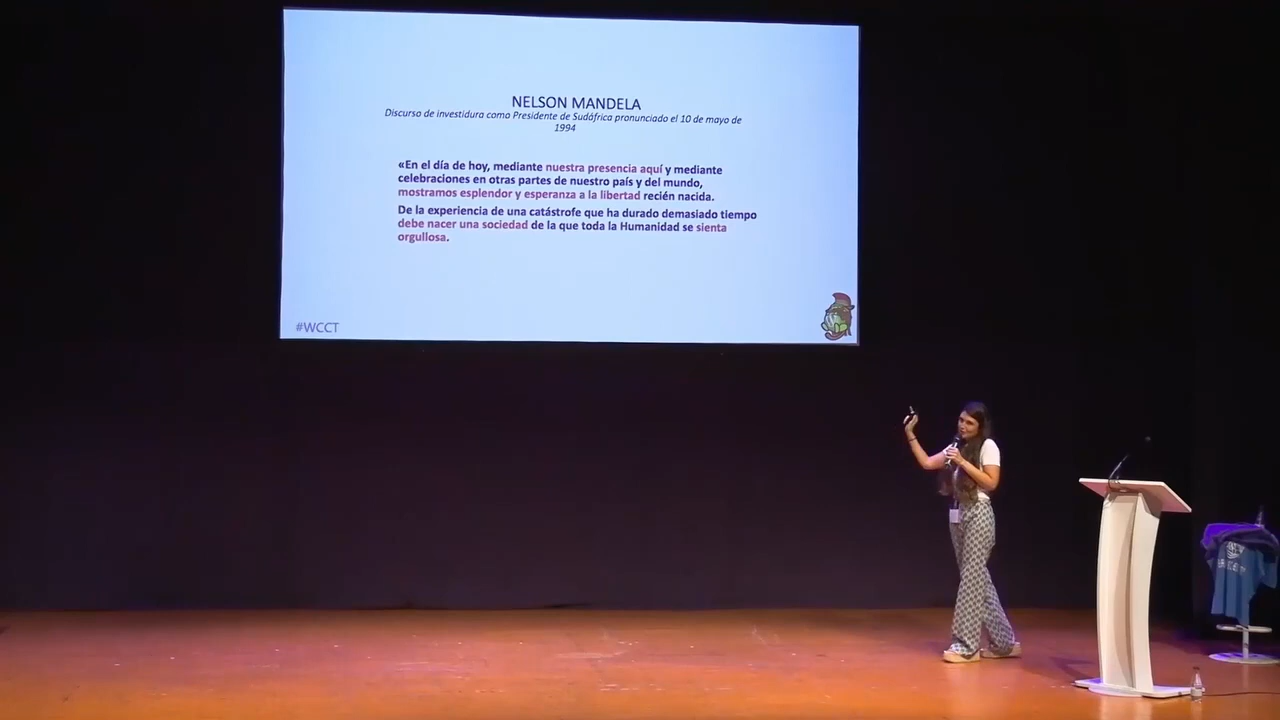 NELSON MANDELA
Discurso de investidura como Presidente de Sudáfrica pronunciado el 10 de mayo de
1994
«En el día de hoy, mediante nuestra presencia aquí y mediante
celebraciones en otras partes de nuestro país y del mundo,
mostramos esplendor y esperanza a la libertad recién nacida.
De la experiencia de una catástrofe que ha durado demasiado tiempo
debe nacer una sociedad de la que toda la Humanidad se sienta
orgullosa.
#WCCT